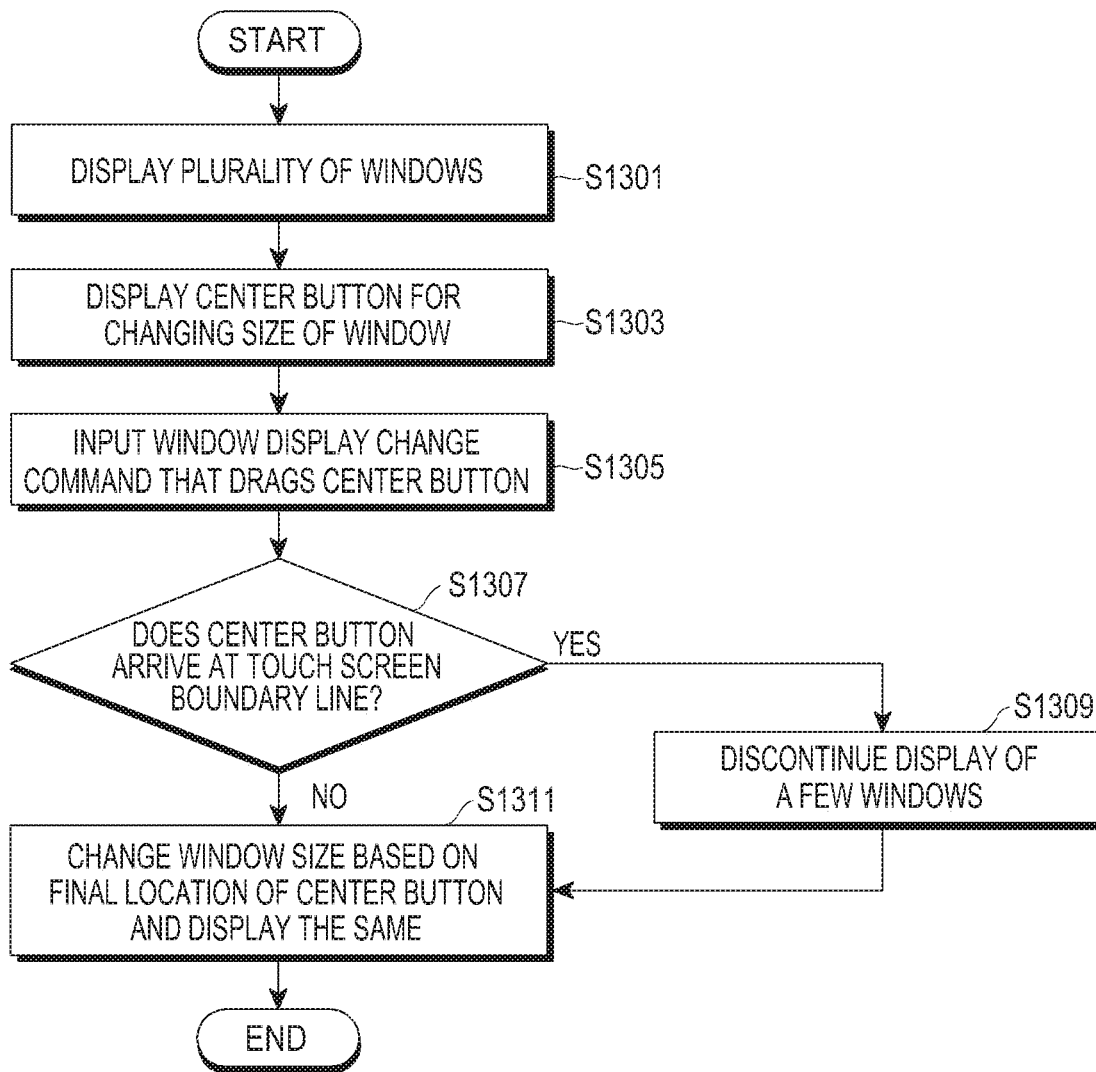 START
DISPLAY PLURALITY OF WINDOWS
S1301
DISPLAY CENTER BUTTON FOR
CHANGING SIZE OF WINDOW
S1303
INPUT WINDOW DISPLAY CHANGE
COMMAND THAT DRAGS CENTER BUTTON
S1305
S1307
DOES CENTER BUTTON
ARRIVE AT TOUCH SCREEN
BOUNDARY LINE?
YES
S1309
DISCONTINUE DISPLAY OF
A FEW WINDOWS
NO
S1311
CHANGE WINDOW SIZE BASED ON
FINAL LOCATION OF CENTER BUTTON
AND DISPLAY THE SAME
END